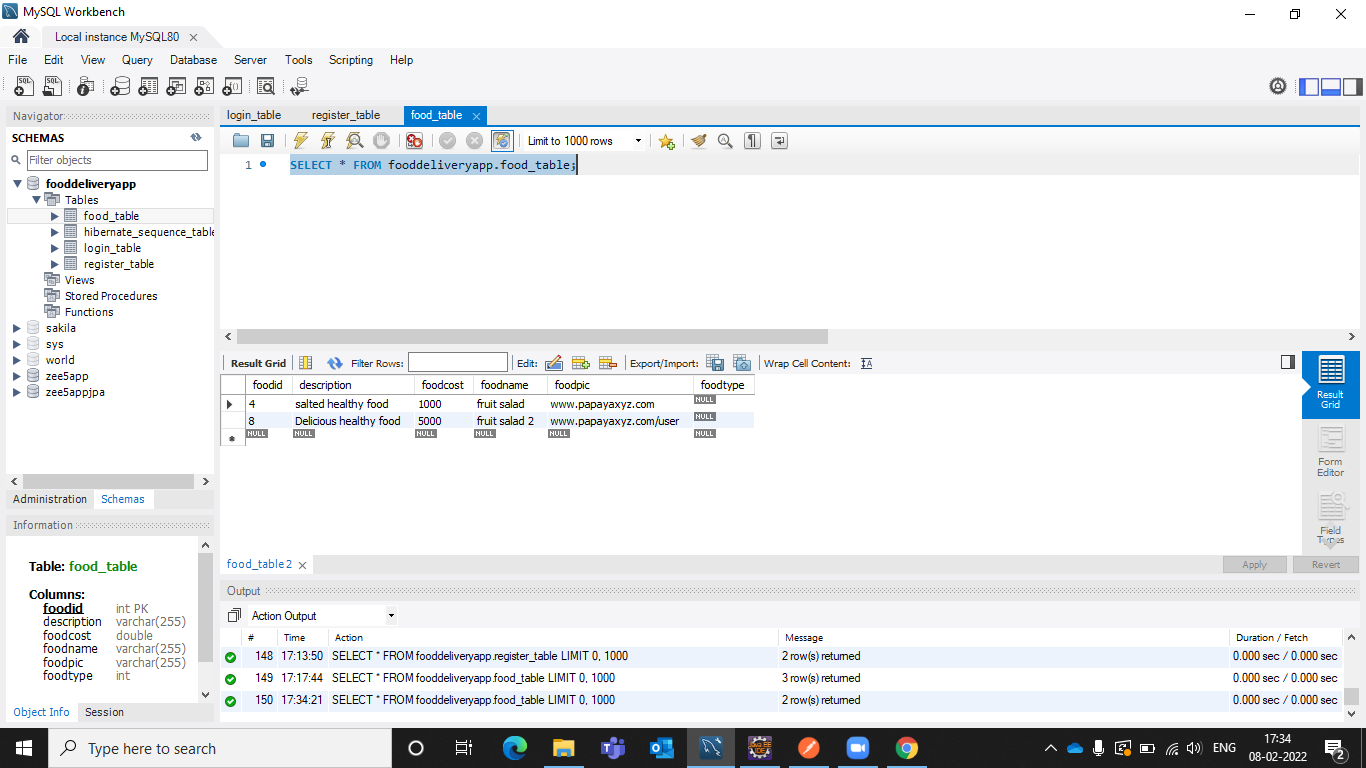 MySQL Workbench
Local instance MySQL80
File Edit View Query Database Server Tools Scripting Help
Navigator
SCHEMAS
Filter objects
fooddeliveryapp
Tables
food_table
hibernate_sequence_table
login_table
register_table
Views
Stored Procedures
Functions
sakila
sys
world
zee5app
zee5appjpa
Administration Schemas
Information
Table: food_table
Columns:
foodid int PK
description varchar(255)
foodcost double
foodname varchar(255)
foodpic varchar(255)
foodtype int
Object Info Session
login_table register_table food_table
Limit to 1000 rows
1 SELECT * FROM fooddeliveryapp.food_table;
Result Grid Filter Rows: Edit: Export/Import: Wrap Cell Content:
foodid description foodcost foodname foodpic foodtype
4 salted healthy food 1000 fruit salad www.papayaxyz.com NULL
8 Delicious healthy food 5000 fruit salad 2 www.papayaxyz.com/user NULL
NULL NULL NULL NULL NULL NULL
Result
Grid
Form
Editor
Field
Types
food_table 2
Apply Revert
Output
Action Output
# Time Action Message Duration / Fetch
148 17:13:50 SELECT * FROM fooddeliveryapp.register_table LIMIT 0, 1000 2 row(s) returned 0.000 sec / 0.000 sec
149 17:17:44 SELECT * FROM fooddeliveryapp.food_table LIMIT 0, 1000 3 row(s) returned 0.000 sec / 0.000 sec
150 17:34:21 SELECT * FROM fooddeliveryapp.food_table LIMIT 0, 1000 2 row(s) returned 0.000 sec / 0.000 sec
Type here to search
ENG
17:34
08-02-2022
2